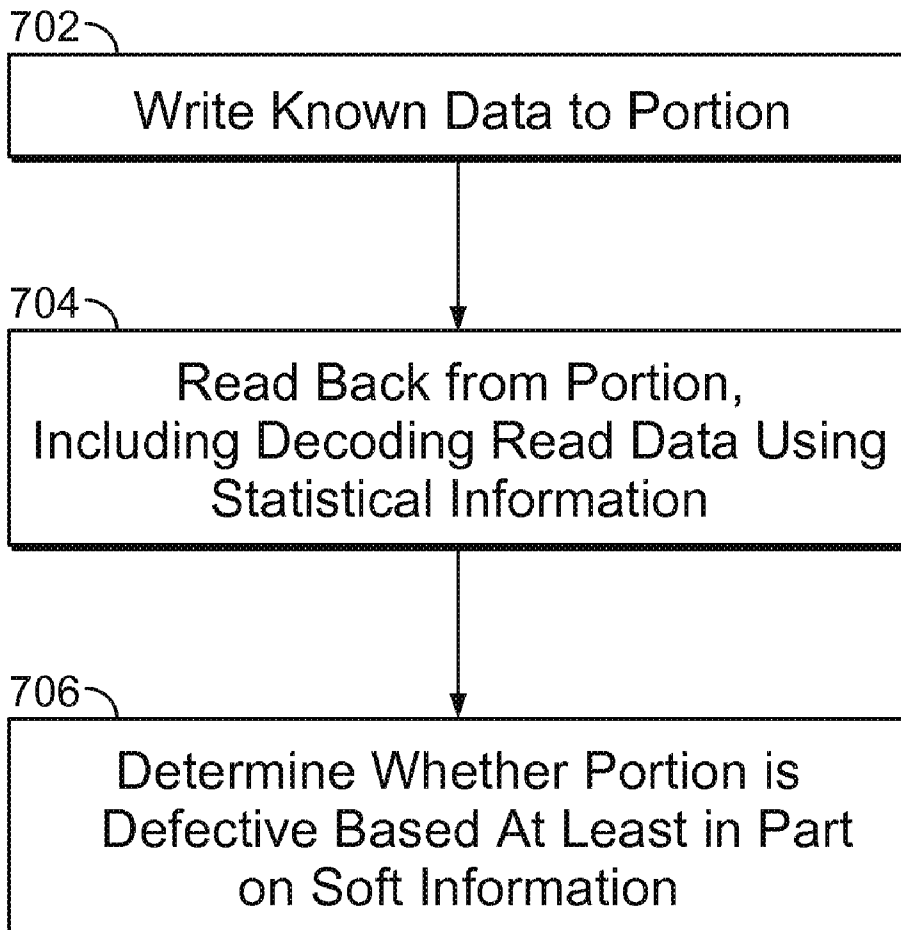 702
Write Known Data to Portion
704
Read Back from Portion,
Including Decoding Read Data Using
Statistical Information
706
Determine Whether Portion is
Defective Based At Least in Part
on Soft Information